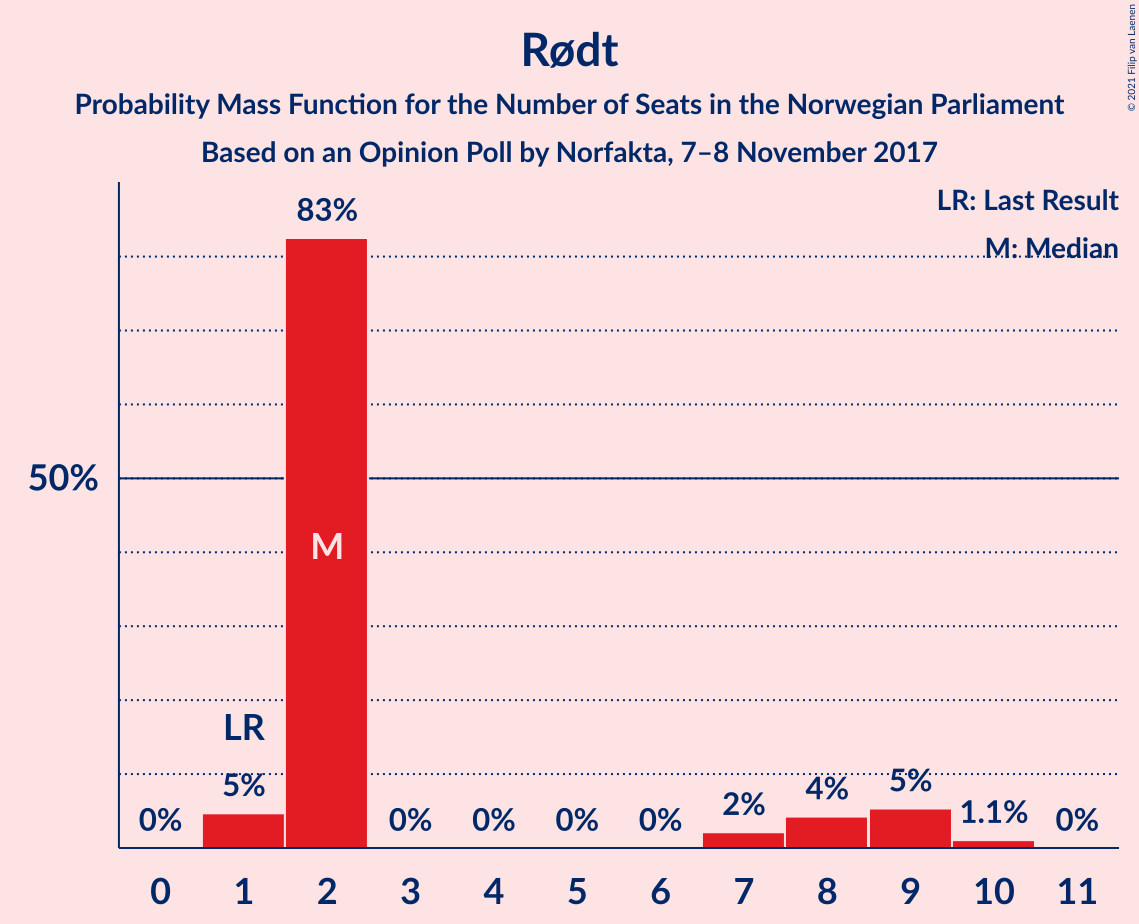 Rødt
Probability Mass Function for the Number of Seats in the Norwegian Parliament
Based on an Opinion Poll by Norfakta, 7–8 November 2017
© 2021 Filip van Laenen
LR: Last Result
M: Median
50%
83%
M
LR
0%
5%
0%
0%
0%
0%
2%
4%
5%
1.1%
0%
0 1 2 3 4 5 6 7 8 9 10 11